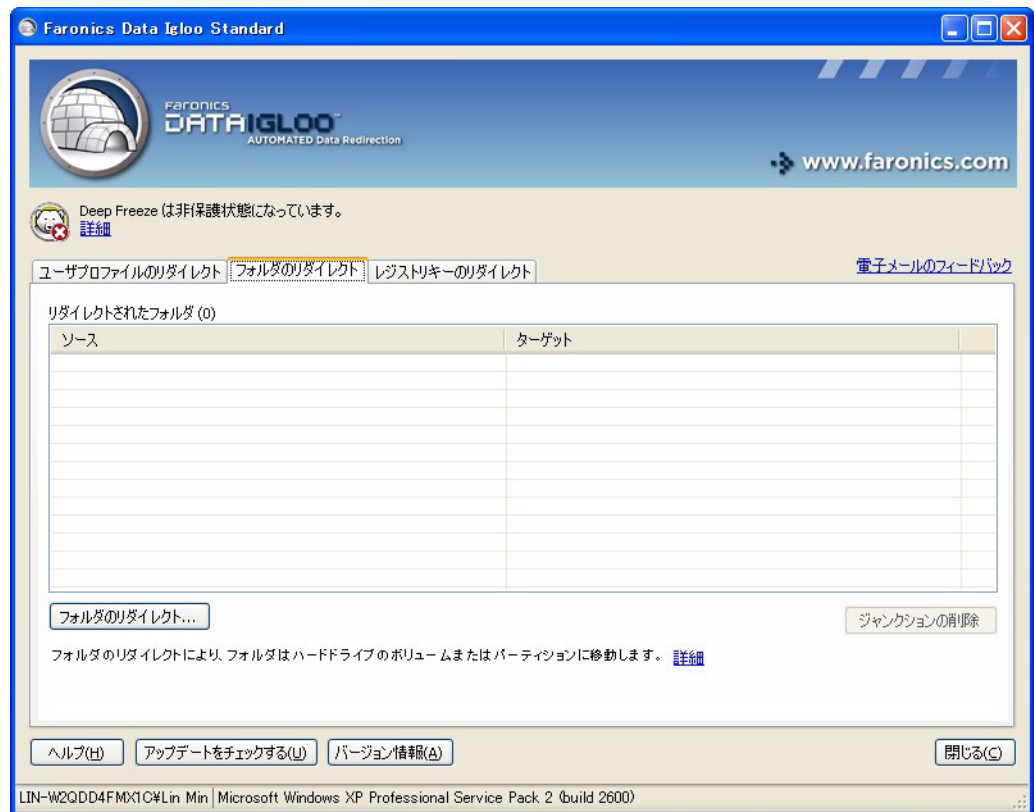 Faronics Data Igloo Standard
Faronics
DATAIGLOO™
AUTOMATED Data Redirection
www.faronics.com
Deep Freeze は非保護状態になっています。
詳細
ユーザプロファイルのリダイレクト フォルダのリダイレクト レジストリキーのリダイレクト 電子メールのフィードバック
リダイレクトされたフォルダ (0)
ソース ターゲット
フォルダのリダイレクト... ジャンクションの削除
フォルダのリダイレクトにより、フォルダはハードドライブのボリュームまたはパーティションに移動します。 詳細
ヘルプ(H) アップデートをチェックする(U) バージョン情報(A) 閉じる(C)
LIN-W2QDD4FMX1C¥Lin Min Microsoft Windows XP Professional Service Pack 2 (build 2600)